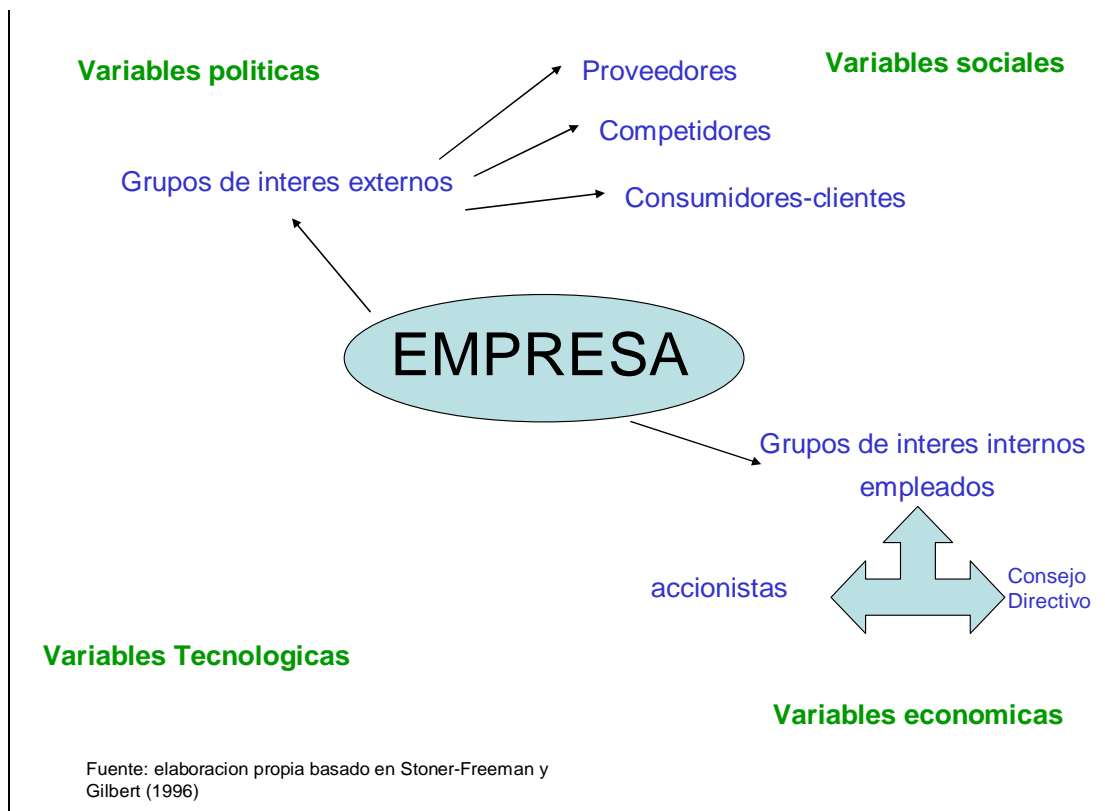 Variables politicas
Variables sociales
Proveedores
Competidores
Grupos de interes externos
Consumidores-clientes
EMPRESA
Grupos de interes internos
empleados
accionistas
Consejo
Directivo
Variables Tecnologicas
Variables economicas
Fuente: elaboracion propia basado en Stoner-Freeman y
Gilbert (1996)